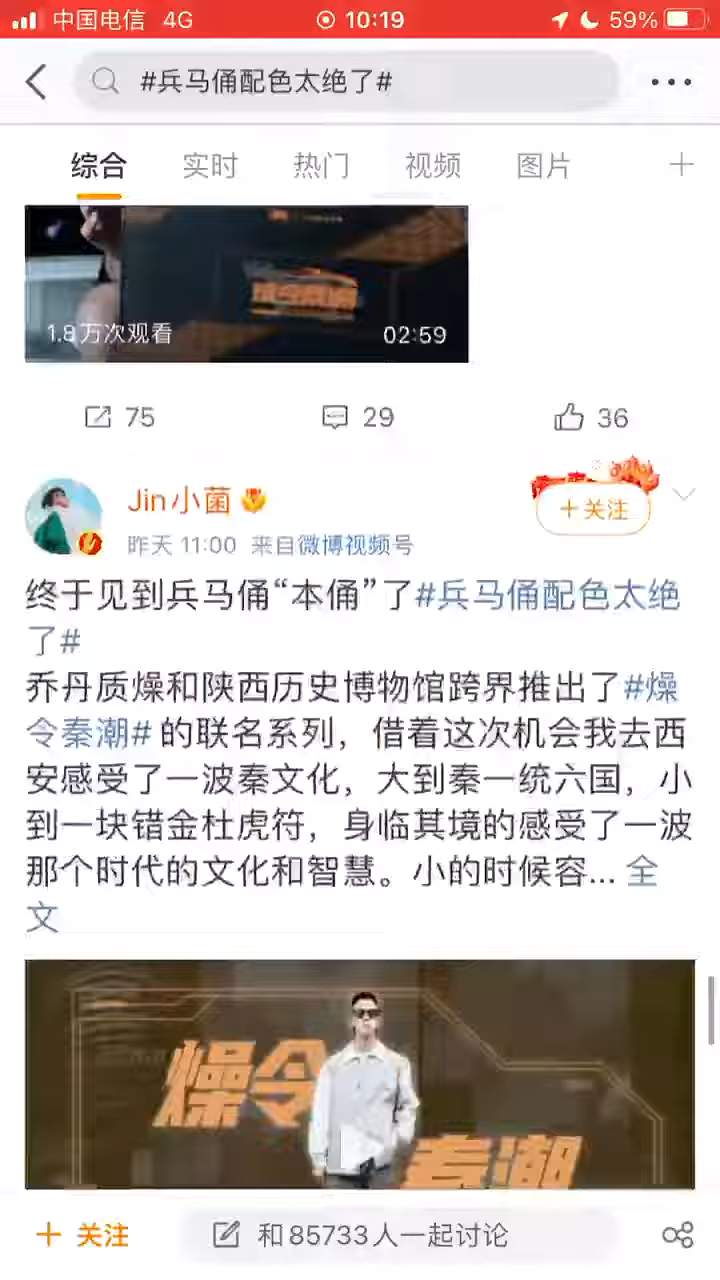 中国电信 4G 10:19 59%
#兵马俑配色太绝了#
综合 实时 热门 视频 图片
1.8万次观看 02:59
75 29 36
Jin小菌
+关注
昨天 11:00 来自微博视频号
终于见到兵马俑“本俑”了#兵马俑配色太绝
了#
乔丹质燥和陕西历史博物馆跨界推出了#燥
令秦潮# 的联名系列，借着这次机会我去西
安感受了一波秦文化，大到秦一统六国，小
到一块错金杜虎符，身临其境的感受了一波
那个时代的文化和智慧。小的时候容... 全
文
燥令
秦潮
+ 关注 和85733人一起讨论